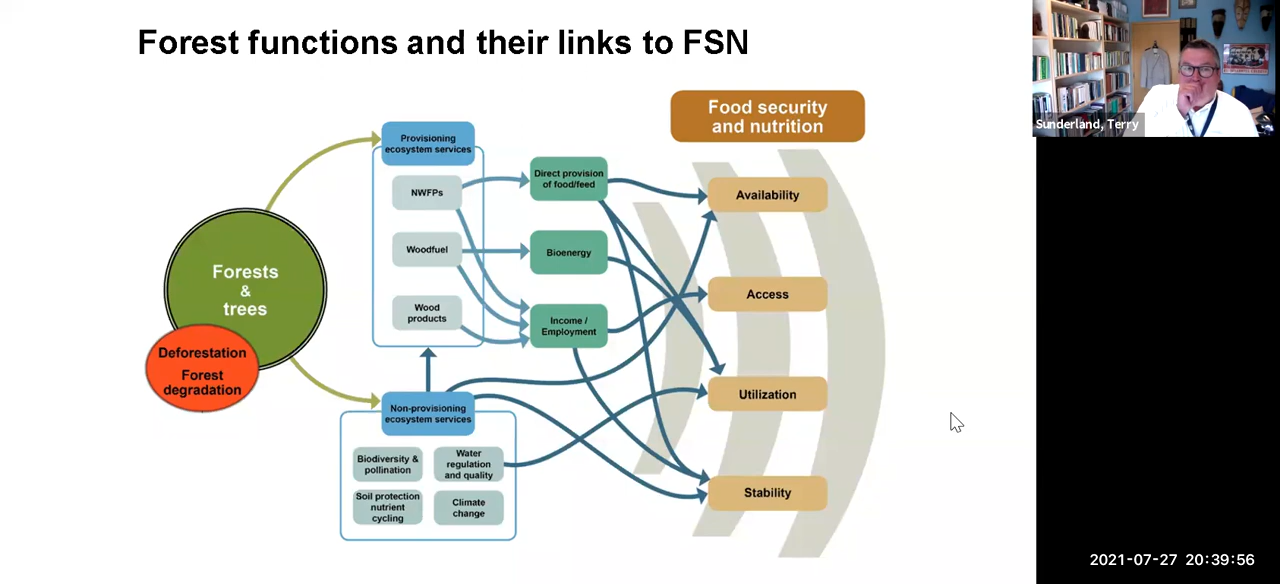 Forest functions and their links to FSN
Sunderland, Terry
Food security
and nutrition
Provisioning
ecosystem services
NWFPs
Woodfuel
Wood
products
Direct provision
of food/feed
Bioenergy
Income /
Employment
Availability
Access
Utilization
Stability
Forests
&
trees
Deforestation
Forest
degradation
Non-provisioning
ecosystem services
Biodiversity &
pollination
Water
regulation
and quality
Soil protection
nutrient
cycling
Climate
change
2021-07-27 20:39:56